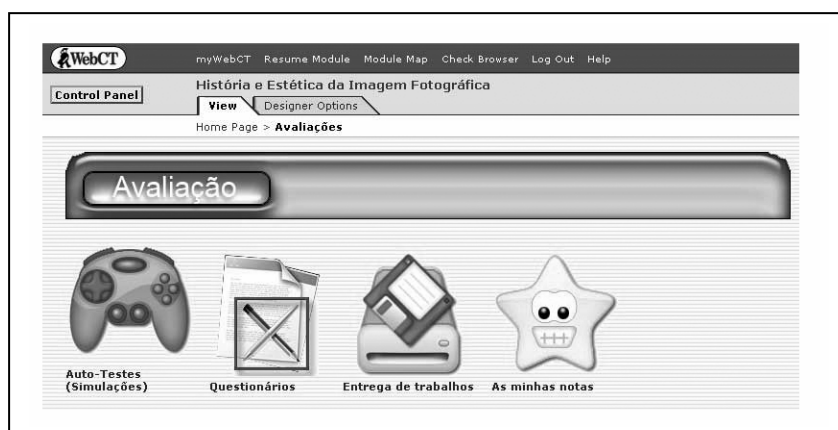 WebCT
myWebCT Resume Module Module Map Check Browser Log Out Help
Control Panel
História e Estética da Imagem Fotográfica
View Designer Options
Home Page > Avaliações
Avaliação
Auto-Testes
(Simulações)
Questionários
Entrega de trabalhos
As minhas notas